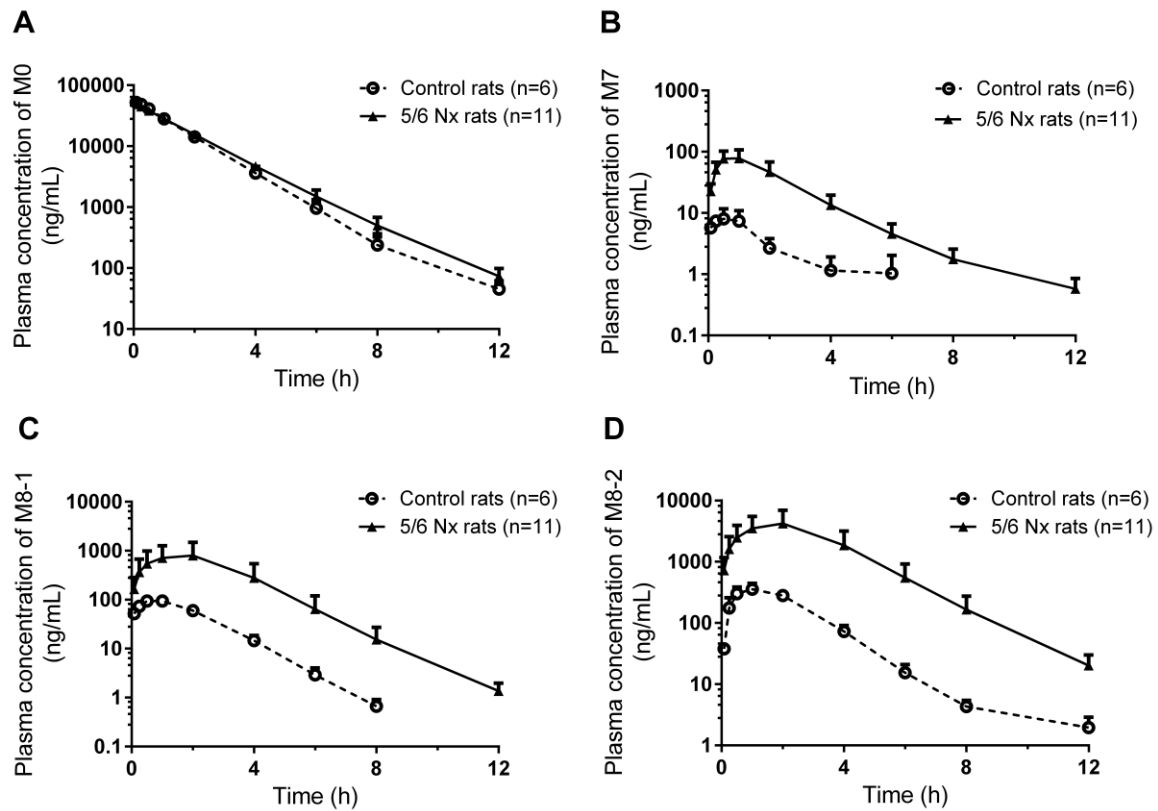 A
Plasma concentration of M0
(ng/mL)
100000
10000
1000
100
10
0
4
8
12
Time (h)
Control rats (n=6)
5/6 Nx rats (n=11)
B
Plasma concentration of M7
(ng/mL)
1000
100
10
1
0.1
0
4
8
12
Time (h)
Control rats (n=6)
5/6 Nx rats (n=11)
C
Plasma concentration of M8-1
(ng/mL)
10000
1000
100
10
1
0.1
0
4
8
12
Time (h)
Control rats (n=6)
5/6 Nx rats (n=11)
D
Plasma concentration of M8-2
(ng/mL)
10000
1000
100
10
1
0
4
8
12
Time (h)
Control rats (n=6)
5/6 Nx rats (n=11)